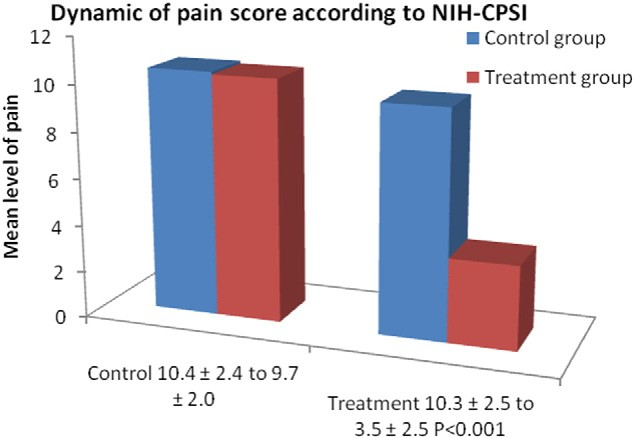 Dynamic of pain score according to NIH-CPSI
Control group
Treatment group
Mean level of pain
12
10
8
6
4
2
0
Control 10.4 ± 2.4 to 9.7
± 2.0
Treatment 10.3 ± 2.5 to
3.5 ± 2.5 P<0.001